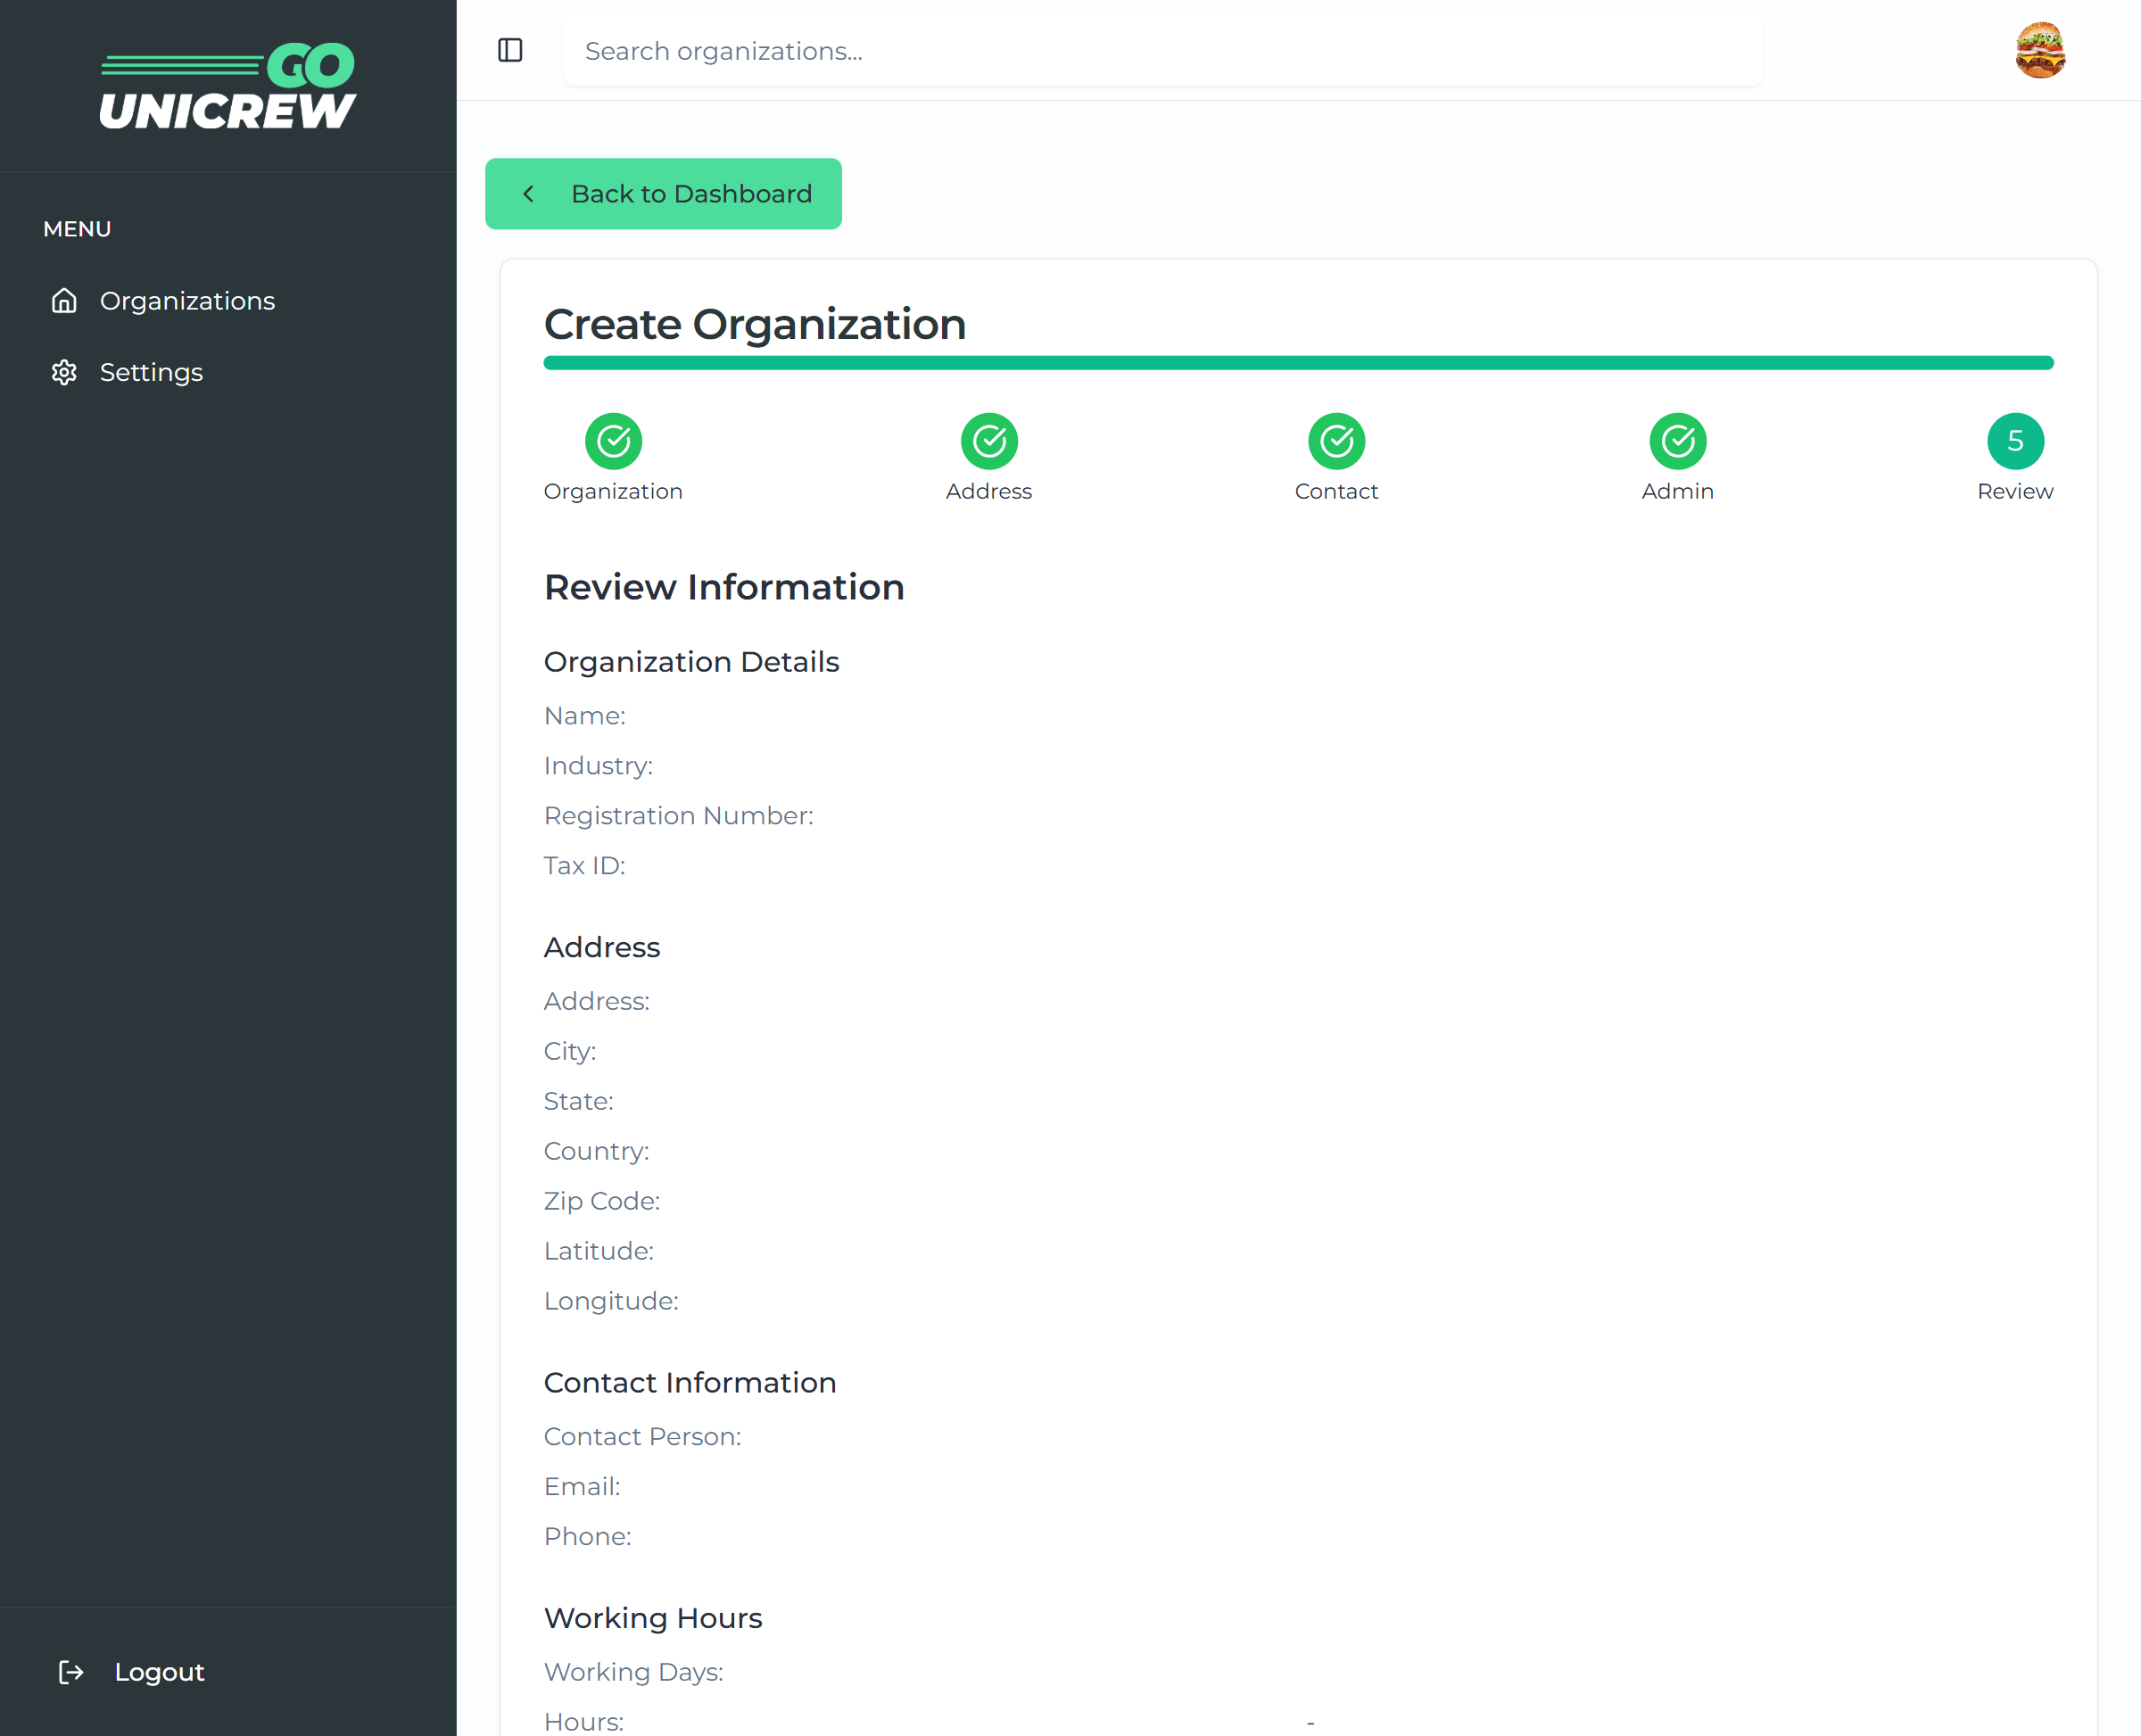 GO
UNICREW
Search organizations...
MENU
Organizations
Settings
Logout
Back to Dashboard
Create Organization
Organization
Address
Contact
Admin
5
Review
Review Information
Organization Details
Name:
Industry:
Registration Number:
Tax ID:
Address
Address:
City:
State:
Country:
Zip Code:
Latitude:
Longitude:
Contact Information
Contact Person:
Email:
Phone:
Working Hours
Working Days:
Hours: -